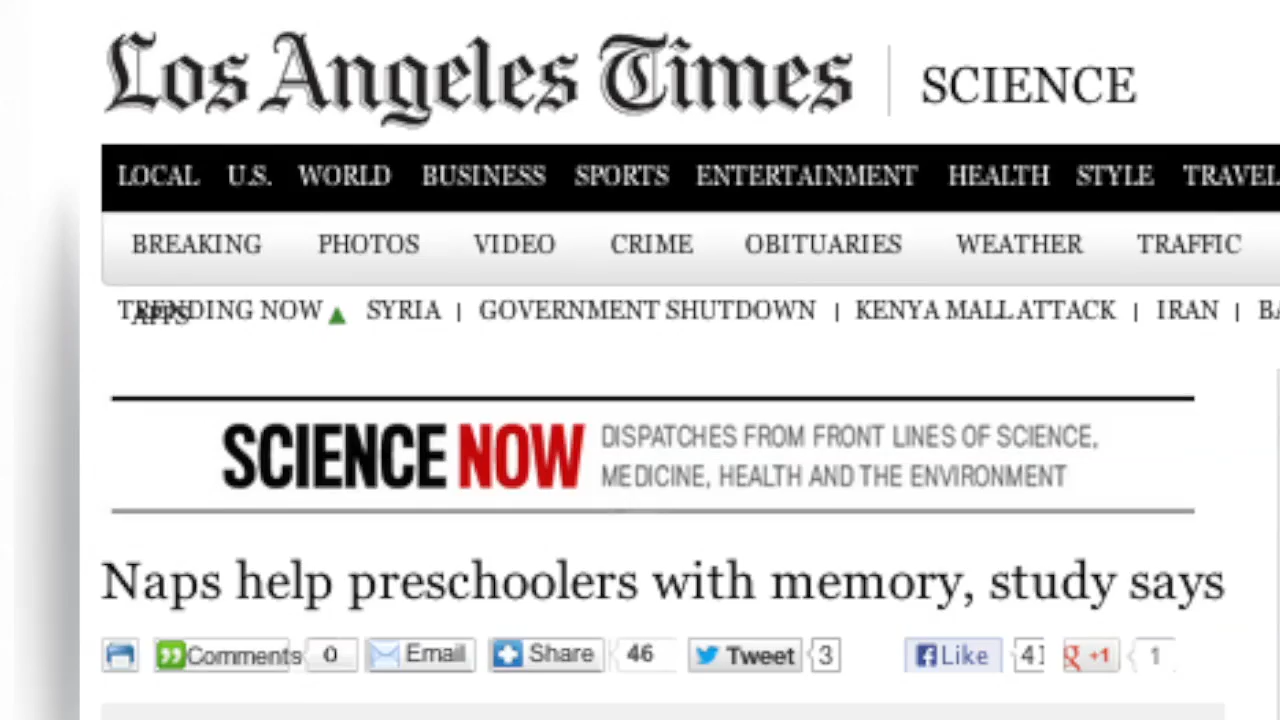 Los Angeles Times | SCIENCE
LOCAL U.S. WORLD BUSINESS SPORTS ENTERTAINMENT HEALTH STYLE TRAVEL
BREAKING PHOTOS VIDEO CRIME OBITUARIES WEATHER TRAFFIC
APPS
TRENDING NOW ▲ SYRIA | GOVERNMENT SHUTDOWN | KENYA MALL ATTACK | IRAN |
SCIENCE NOW
DISPATCHES FROM FRONT LINES OF SCIENCE,
MEDICINE, HEALTH AND THE ENVIRONMENT
Naps help preschoolers with memory, study says
Comments 0 Email Share 46 Tweet 3 Like 41 +1 1